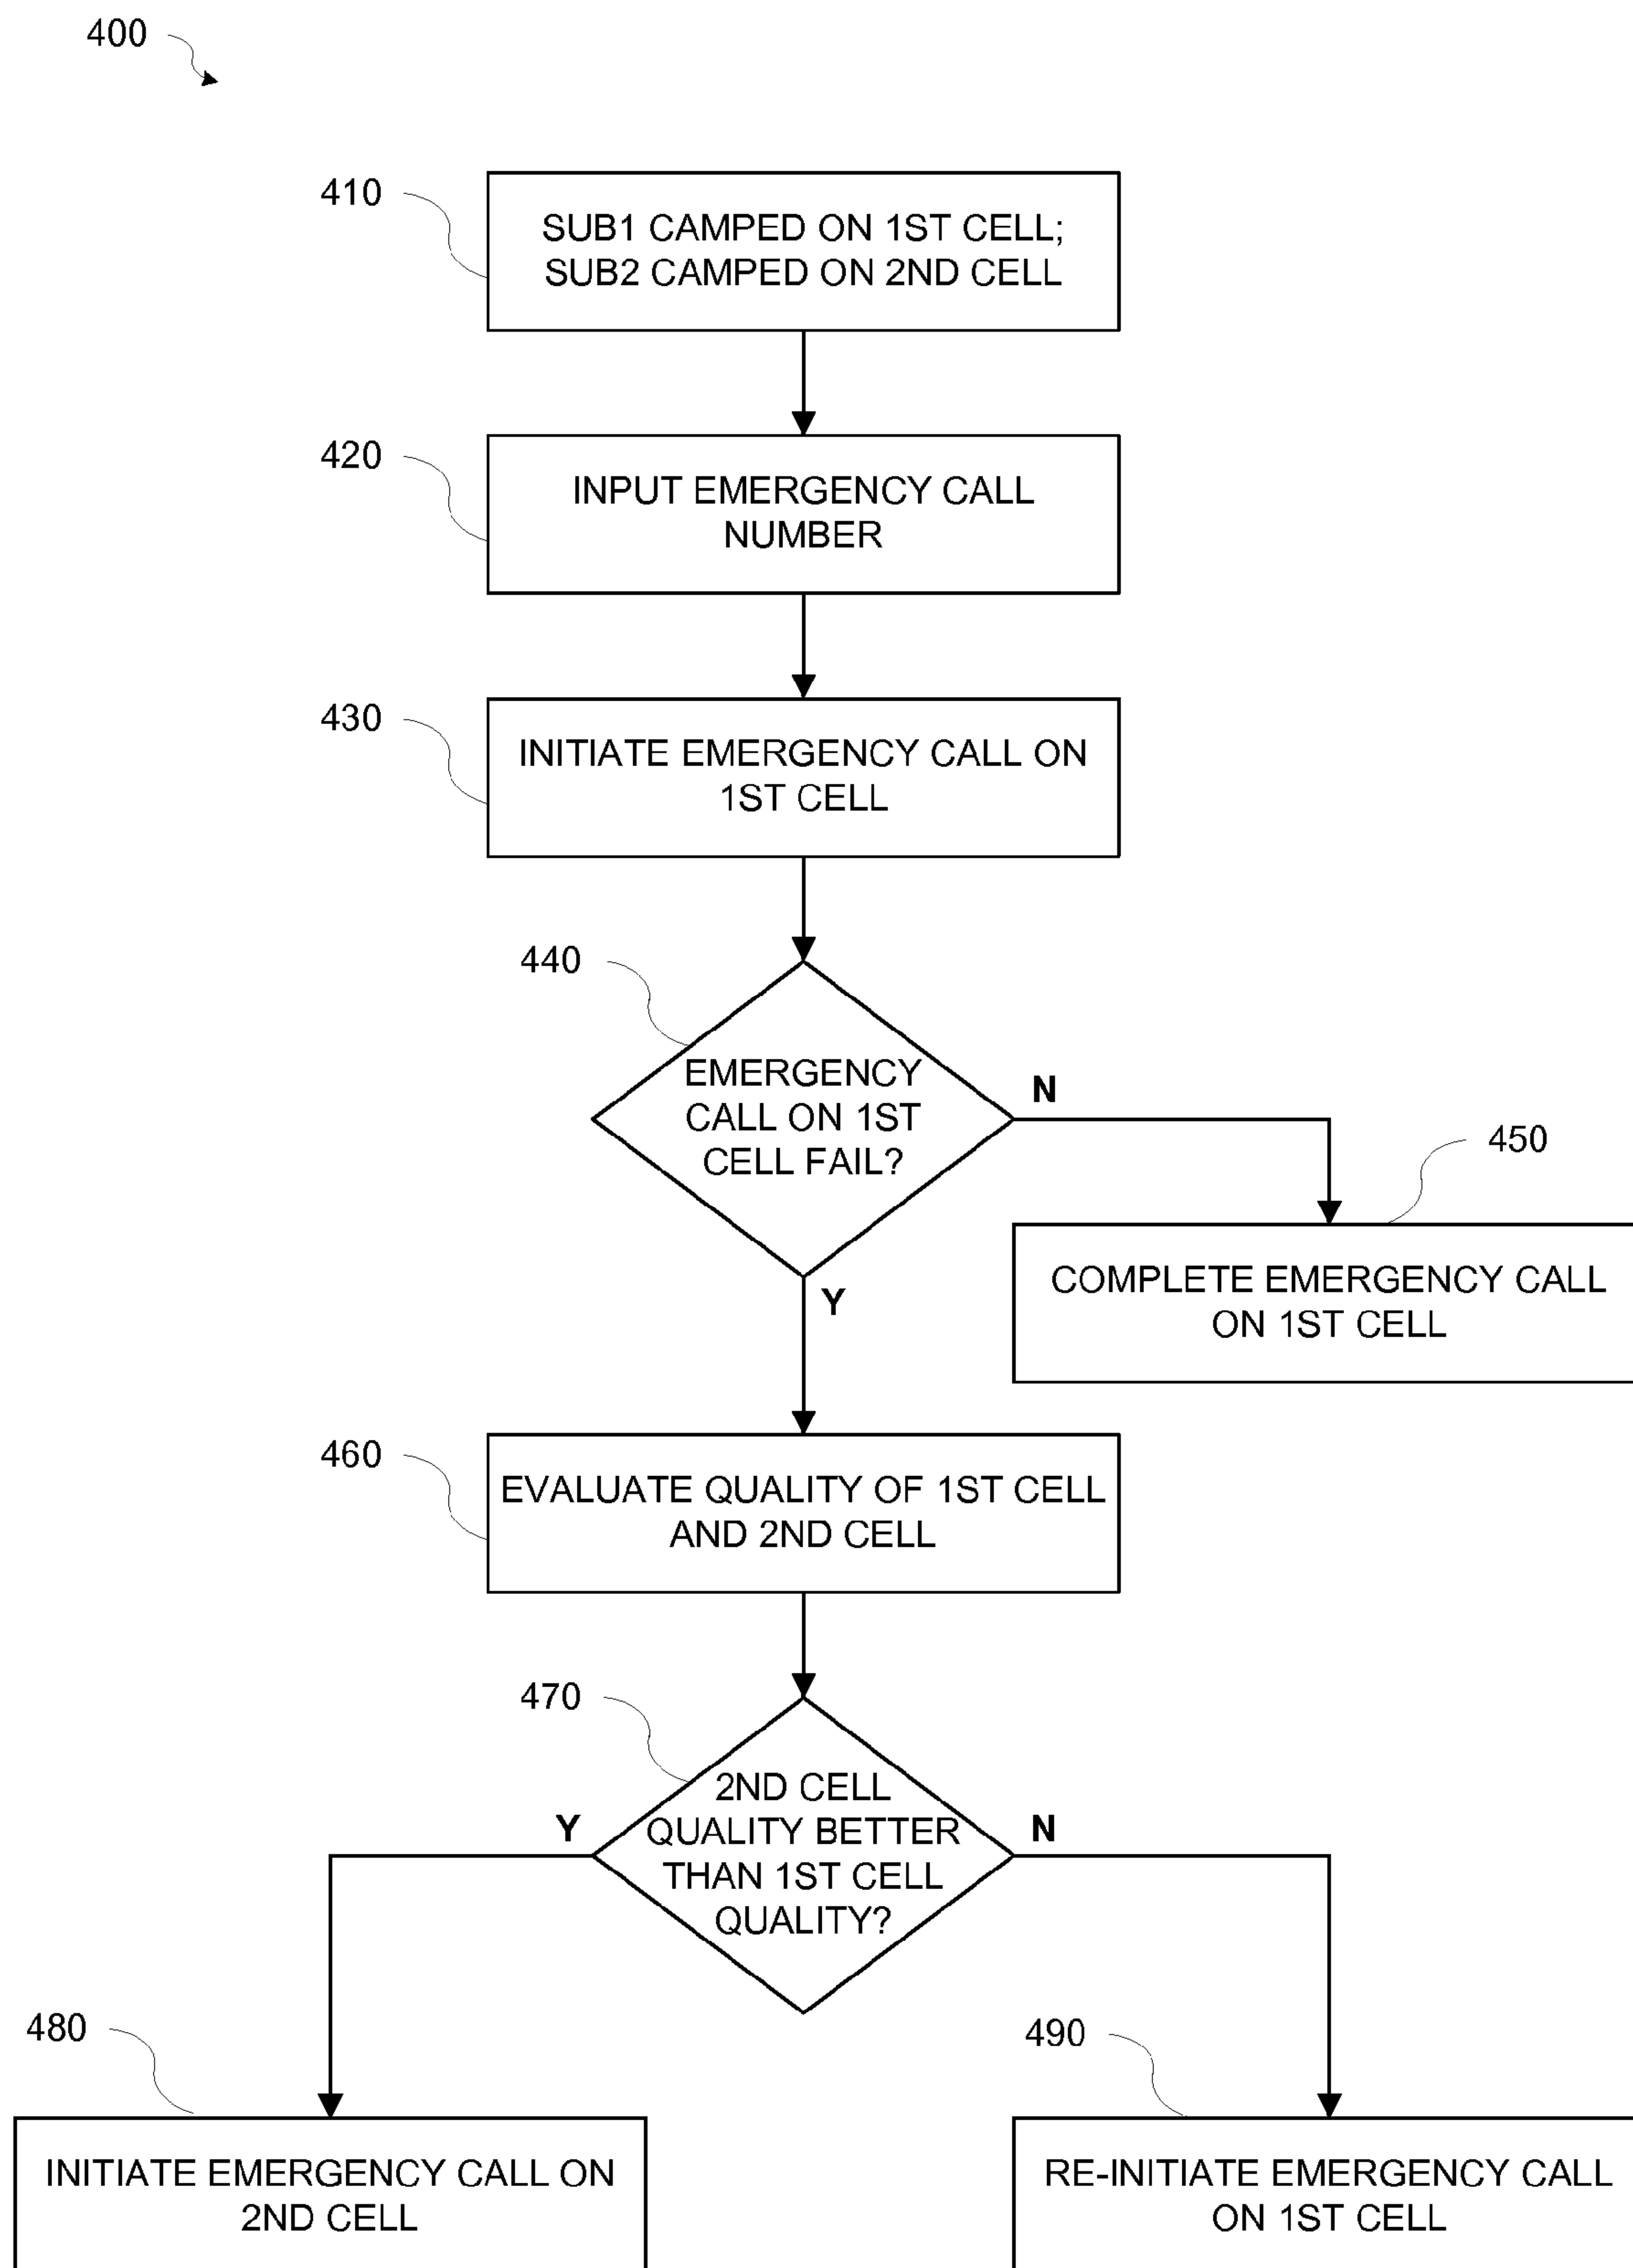 400
410
SUB1 CAMPED ON 1ST CELL;
SUB2 CAMPED ON 2ND CELL
420
INPUT EMERGENCY CALL
NUMBER
430
INITIATE EMERGENCY CALL ON
1ST CELL
440
EMERGENCY
CALL ON 1ST
CELL FAIL?
N
450
COMPLETE EMERGENCY CALL
ON 1ST CELL
Y
460
EVALUATE QUALITY OF 1ST CELL
AND 2ND CELL
470
2ND CELL
QUALITY BETTER
THAN 1ST CELL
QUALITY?
Y
N
480
INITIATE EMERGENCY CALL ON
2ND CELL
490
RE-INITIATE EMERGENCY CALL
ON 1ST CELL